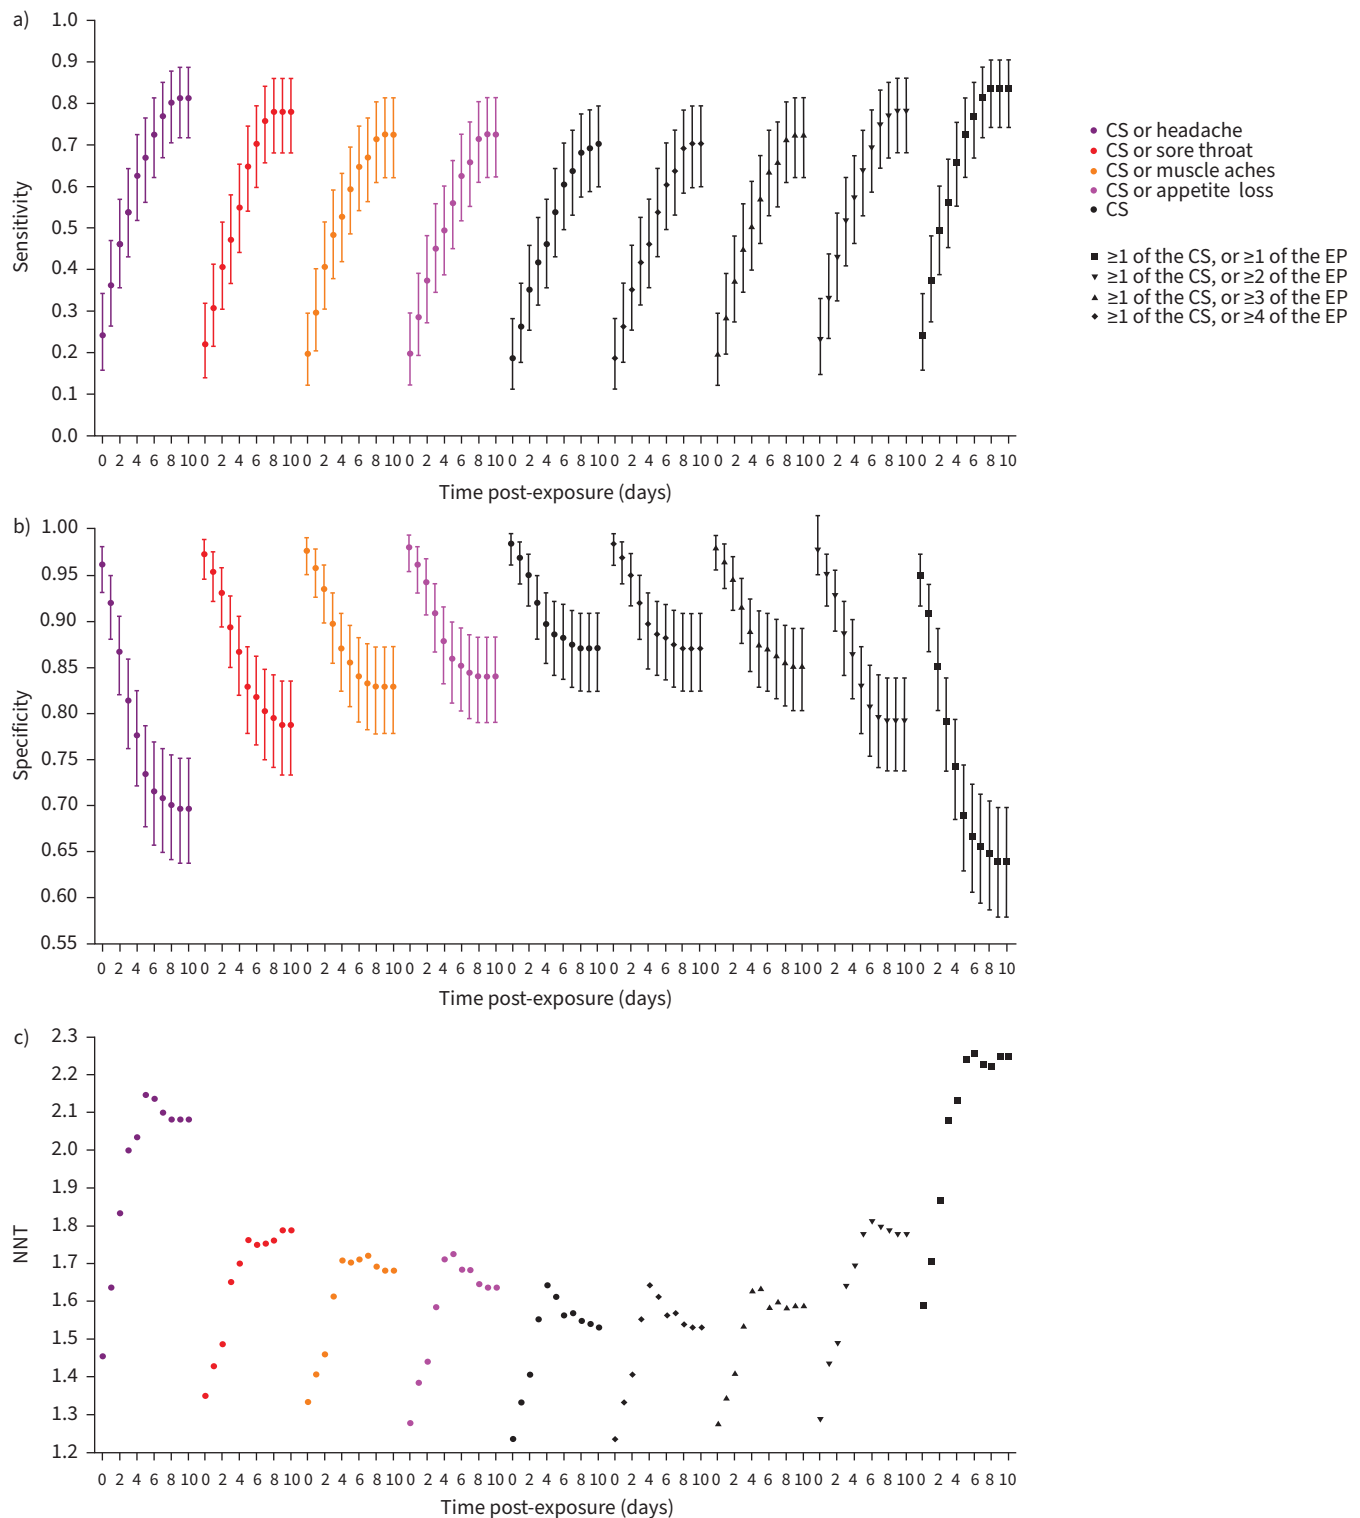 a)
1.0
0.9
0.8
0.7
0.6
0.5
0.4
0.3
0.2
0.1
0.0
Sensitivity
0 2 4 6 8 10 0 2 4 6 8 10 0 2 4 6 8 10 0 2 4 6 8 10 0 2 4 6 8 10 0 2 4 6 8 10 0 2 4 6 8 10 0 2 4 6 8 10 0 2 4 6 8 10
Time post-exposure (days)
CS or headache
CS or sore throat
CS or muscle aches
CS or appetite loss
CS
≥1 of the CS, or ≥1 of the EP
≥1 of the CS, or ≥2 of the EP
≥1 of the CS, or ≥3 of the EP
≥1 of the CS, or ≥4 of the EP
b)
1.00
0.95
0.90
0.85
0.80
0.75
0.70
0.65
0.60
0.55
Specificity
0 2 4 6 8 10 0 2 4 6 8 10 0 2 4 6 8 10 0 2 4 6 8 10 0 2 4 6 8 10 0 2 4 6 8 10 0 2 4 6 8 10 0 2 4 6 8 10 0 2 4 6 8 10
Time post-exposure (days)
c)
2.3
2.2
2.1
2.0
1.9
1.8
1.7
1.6
1.5
1.4
1.3
1.2
NNT
0 2 4 6 8 10 0 2 4 6 8 10 0 2 4 6 8 10 0 2 4 6 8 10 0 2 4 6 8 10 0 2 4 6 8 10 0 2 4 6 8 10 0 2 4 6 8 10 0 2 4 6 8 10
Time post-exposure (days)